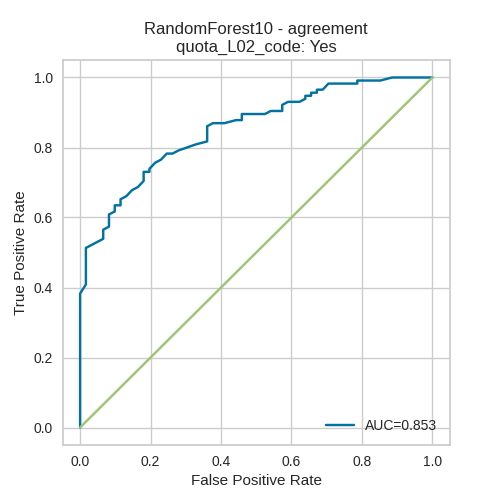 RandomForest10 - agreement
quota_L02_code: Yes
True Positive Rate
1.0
0.8
0.6
0.4
0.2
0.0
0.0 0.2 0.4 0.6 0.8 1.0
False Positive Rate
AUC=0.853